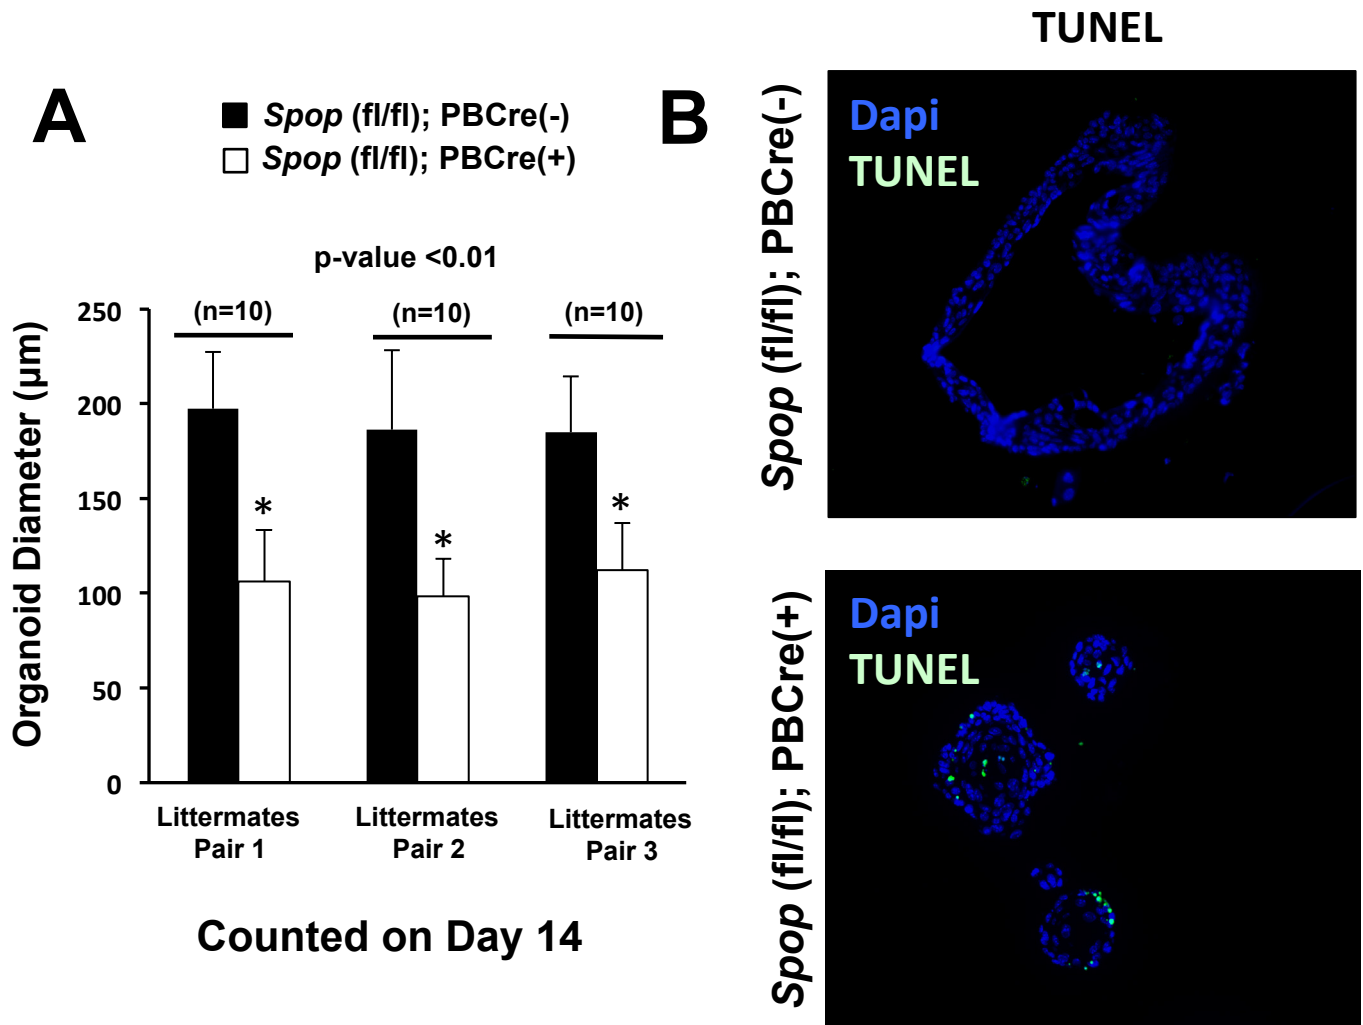 A
Spop (fl/fl); PBCre(-)
Spop (fl/fl); PBCre(+)
p-value <0.01
(n=10)
(n=10)
(n=10)
Organoid Diameter (µm)
250
200
150
100
50
0
*
*
*
Littermates
Pair 1
Littermates
Pair 2
Littermates
Pair 3
Counted on Day 14
B
TUNEL
Spop (fl/fl); PBCre(-)
Dapi
TUNEL
Spop (fl/fl); PBCre(+)
Dapi
TUNEL